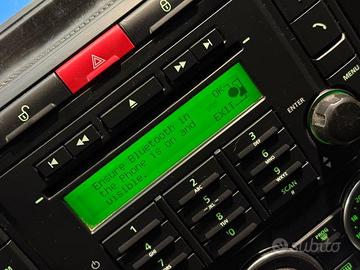 Ensure Bluetooth in
the phone is on and
visible.
OK
EXIT
MENU
ENTER
1
2
ABC
3
DEF
4
GHI
5
JKL
6
MNO
7
8
TUV
9
WXYZ
*0
SCAN
subito